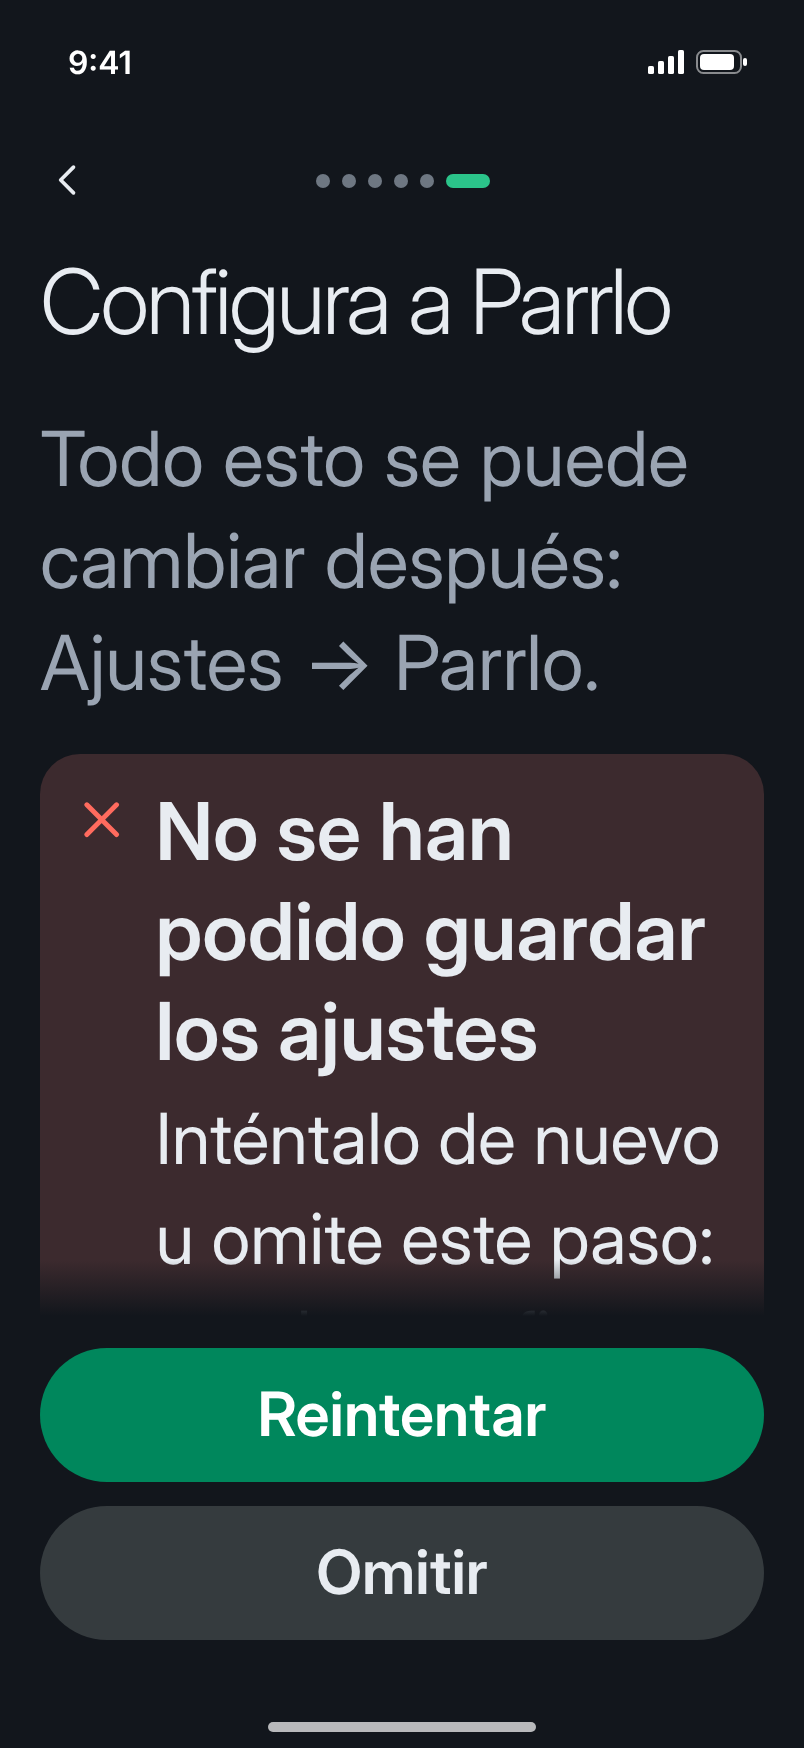 9:41
Configura a Parrlo
Todo esto se puede
cambiar después:
Ajustes → Parrlo.
No se han
podido guardar
los ajustes
Inténtalo de nuevo
u omite este paso:
Reintentar
Omitir